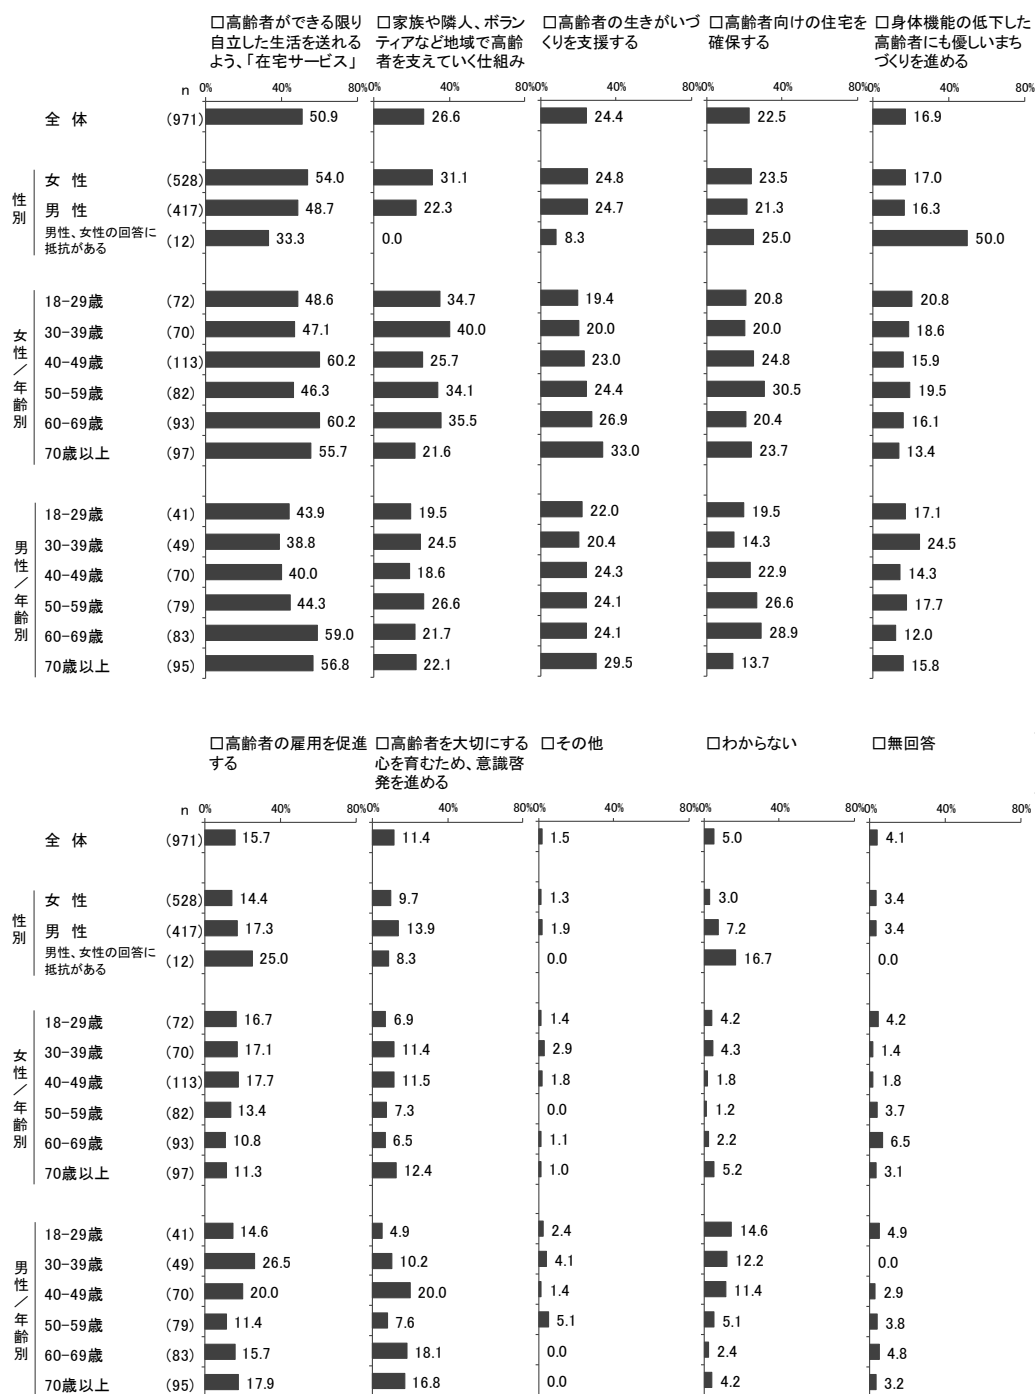 □高齢者ができる限り
自立した生活を送れる
よう、「在宅サービス」
□家族や隣人、ボラン
ティアなど地域で高齢
者を支えていく仕組み
□高齢者の生きがいづ
くりを支援する
□高齢者向けの住宅を
確保する
□身体機能の低下した
高齢者にも優しいまち
づくりを進める
n 0% 40% 80% 0% 40% 80% 0% 40% 80% 0% 40% 80% 0% 40% 80%
全 体 (971) 50.9 26.6 24.4 22.5 16.9
性別
女 性 (528) 54.0 31.1 24.8 23.5 17.0
男 性 (417) 48.7 22.3 24.7 21.3 16.3
男性、女性の回答に
抵抗がある (12) 33.3 0.0 8.3 25.0 50.0
女性/年齢別
18-29歳 (72) 48.6 34.7 19.4 20.8 20.8
30-39歳 (70) 47.1 40.0 20.0 20.0 18.6
40-49歳 (113) 60.2 25.7 23.0 24.8 15.9
50-59歳 (82) 46.3 34.1 24.4 30.5 19.5
60-69歳 (93) 60.2 35.5 26.9 20.4 16.1
70歳以上 (97) 55.7 21.6 33.0 23.7 13.4
男性/年齢別
18-29歳 (41) 43.9 19.5 22.0 19.5 17.1
30-39歳 (49) 38.8 24.5 20.4 14.3 24.5
40-49歳 (70) 40.0 18.6 24.3 22.9 14.3
50-59歳 (79) 44.3 26.6 24.1 26.6 17.7
60-69歳 (83) 59.0 21.7 24.1 28.9 12.0
70歳以上 (95) 56.8 22.1 29.5 13.7 15.8
□高齢者の雇用を促進
する
□高齢者を大切にする
心を育むため、意識啓
発を進める
□その他
□わからない
□無回答
n 0% 40% 80% 0% 40% 80% 0% 40% 80% 0% 40% 80% 0% 40% 80%
全 体 (971) 15.7 11.4 1.5 5.0 4.1
性別
女 性 (528) 14.4 9.7 1.3 3.0 3.4
男 性 (417) 17.3 13.9 1.9 7.2 3.4
男性、女性の回答に
抵抗がある (12) 25.0 8.3 0.0 16.7 0.0
女性/年齢別
18-29歳 (72) 16.7 6.9 1.4 4.2 4.2
30-39歳 (70) 17.1 11.4 2.9 4.3 1.4
40-49歳 (113) 17.7 11.5 1.8 1.8 1.8
50-59歳 (82) 13.4 7.3 0.0 1.2 3.7
60-69歳 (93) 10.8 6.5 1.1 2.2 6.5
70歳以上 (97) 11.3 12.4 1.0 5.2 3.1
男性/年齢別
18-29歳 (41) 14.6 4.9 2.4 14.6 4.9
30-39歳 (49) 26.5 10.2 4.1 12.2 0.0
40-49歳 (70) 20.0 20.0 1.4 11.4 2.9
50-59歳 (79) 11.4 7.6 5.1 5.1 3.8
60-69歳 (83) 15.7 18.1 0.0 2.4 4.8
70歳以上 (95) 17.9 16.8 0.0 4.2 3.2